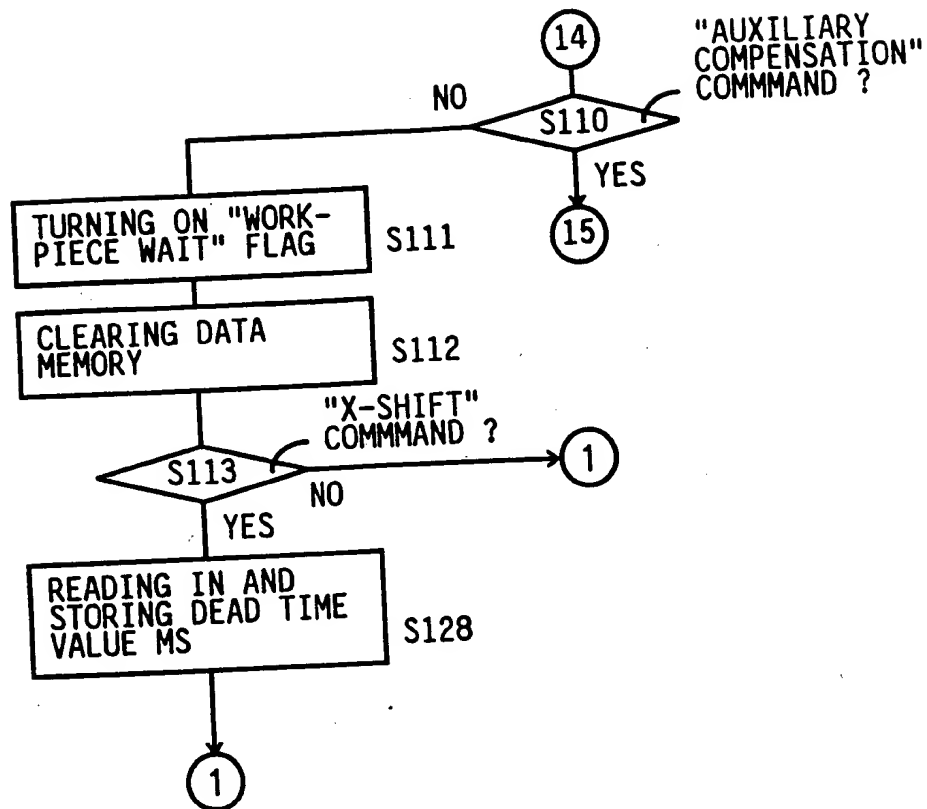 14
"AUXILIARY
COMPENSATION"
COMMMAND ?
NO
S110
YES
15
TURNING ON "WORK-
PIECE WAIT" FLAG
S111
CLEARING DATA
MEMORY
S112
"X-SHIFT"
COMMMAND ?
S113
NO
1
YES
READING IN AND
STORING DEAD TIME
VALUE MS
S128
1